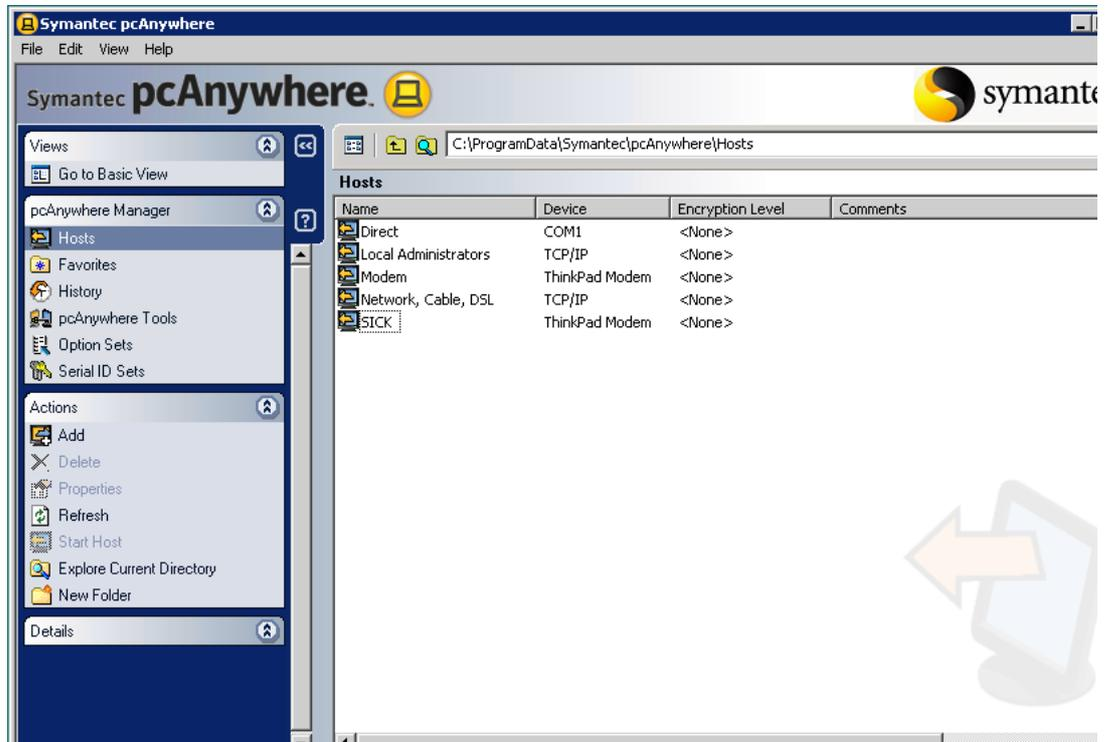 Symantec pcAnywhere
File Edit View Help
Symantec pcAnywhere.
symante
Views
Go to Basic View
pcAnywhere Manager
Hosts
Favorites
History
pcAnywhere Tools
Option Sets
Serial ID Sets
Actions
Add
Delete
Properties
Refresh
Start Host
Explore Current Directory
New Folder
Details
C:\ProgramData\Symantec\pcAnywhere\Hosts
Hosts
Name Device Encryption Level Comments
Direct COM1 <None>
Local Administrators TCP/IP <None>
Modem ThinkPad Modem <None>
Network, Cable, DSL TCP/IP <None>
SICK ThinkPad Modem <None>